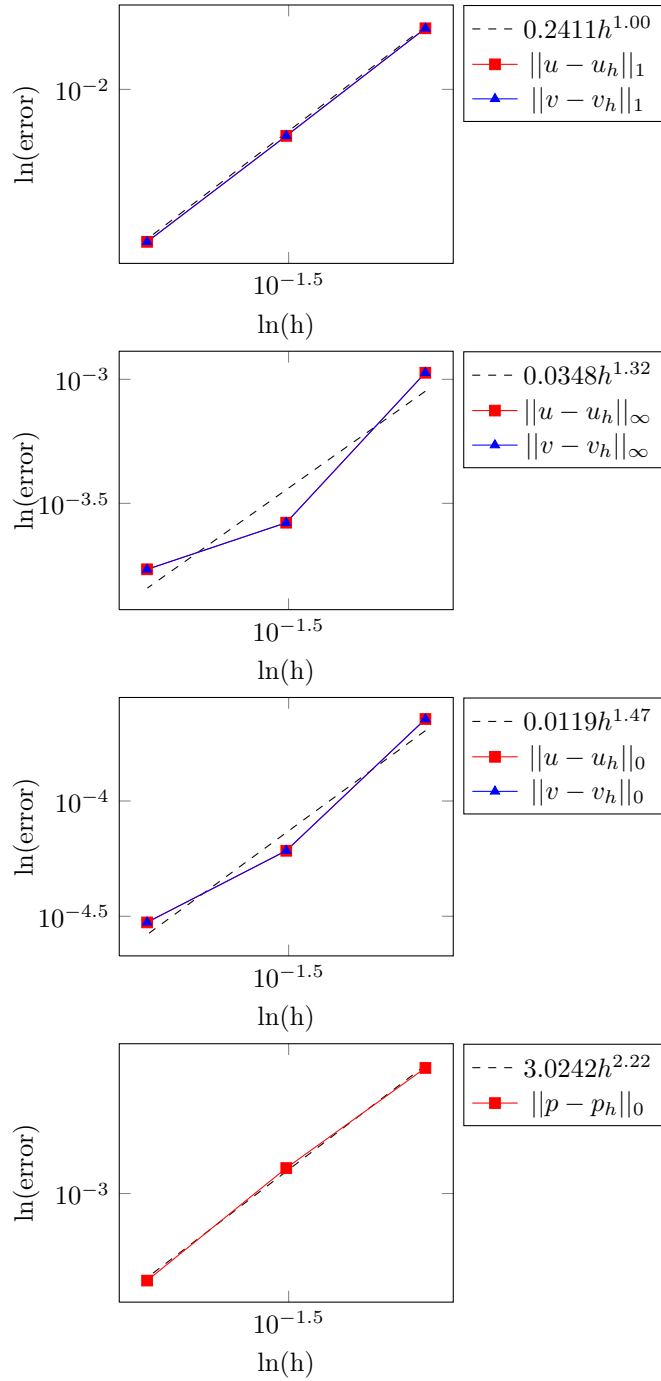 0.2411h^{1.00}
||u − u_h||_1
||v − v_h||_1
10^{−2}
ln(error)
10^{−1.5}
ln(h)
0.0348h^{1.32}
||u − u_h||_∞
||v − v_h||_∞
10^{−3}
10^{−3.5}
ln(error)
10^{−1.5}
ln(h)
0.0119h^{1.47}
||u − u_h||_0
||v − v_h||_0
10^{−4}
10^{−4.5}
ln(error)
10^{−1.5}
ln(h)
3.0242h^{2.22}
||p − p_h||_0
10^{−3}
ln(error)
10^{−1.5}
ln(h)